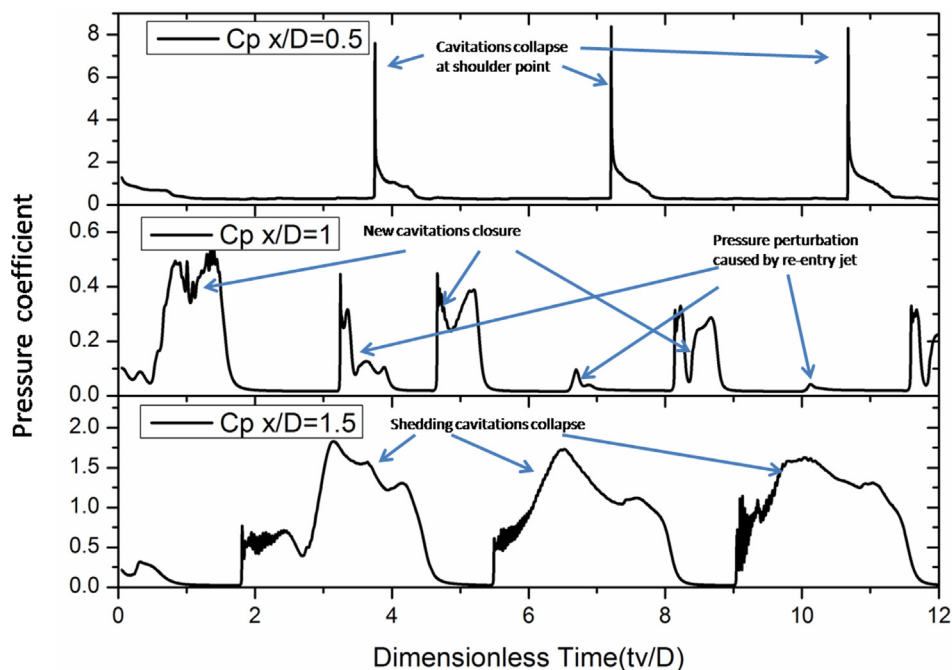 Pressure coefficient
8
6
4
2
0
Cp x/D=0.5
Cavitations collapse
at shoulder point
0.6
0.4
0.2
0.0
Cp x/D=1
New cavitations closure
Pressure perturbation
caused by re-entry jet
2.0
1.5
1.0
0.5
0.0
Cp x/D=1.5
Shedding cavitations collapse
0 2 4 6 8 10 12
Dimensionless Time(tv/D)